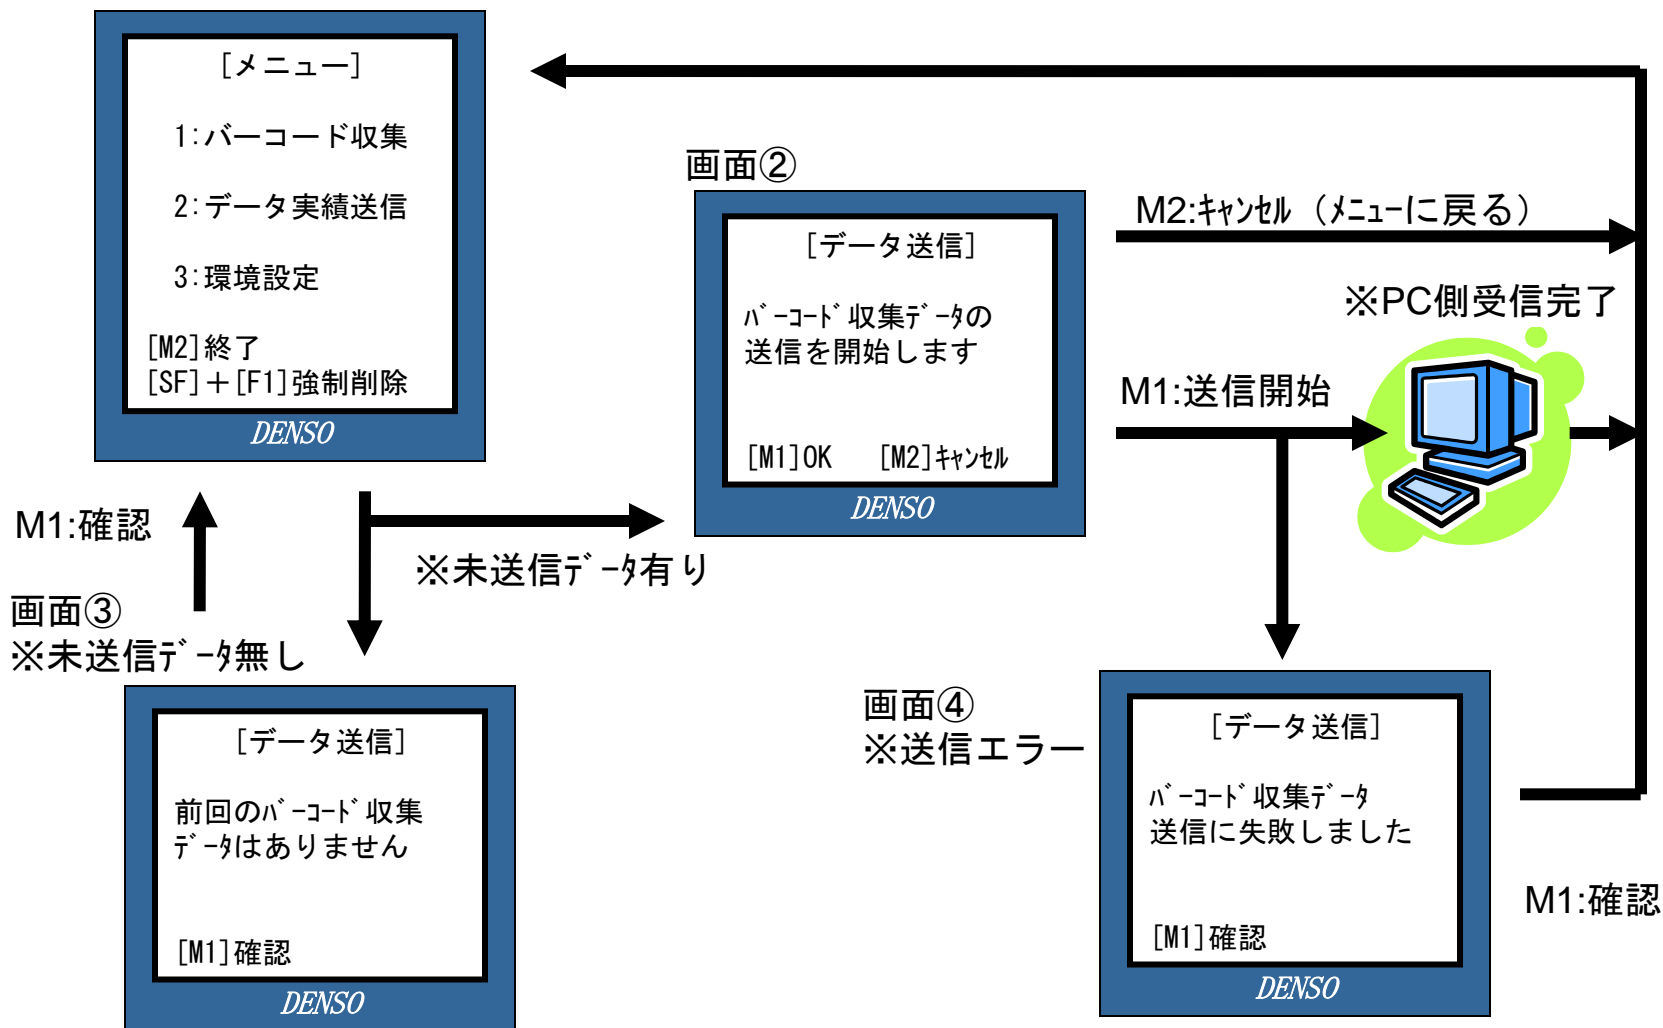 [メニュー]
1:バーコード収集
2:データ実績送信
3:環境設定
[M2]終了
[SF]＋[F1]強制削除
DENSO
画面②
[データ送信]
ﾊﾞｰｺｰﾄﾞ収集ﾃﾞｰﾀの
送信を開始します
[M1]OK [M2]ｷｬﾝｾﾙ
DENSO
M2:ｷｬﾝｾﾙ（ﾒﾆｭｰに戻る）
※PC側受信完了
M1:送信開始
M1:確認
※未送信ﾃﾞｰﾀ有り
画面③
※未送信ﾃﾞｰﾀ無し
[データ送信]
前回のﾊﾞｰｺｰﾄﾞ収集
ﾃﾞｰﾀはありません
[M1]確認
DENSO
画面④
※送信エラー
[データ送信]
ﾊﾞｰｺｰﾄﾞ収集ﾃﾞｰﾀ
送信に失敗しました
[M1]確認
DENSO
M1:確認